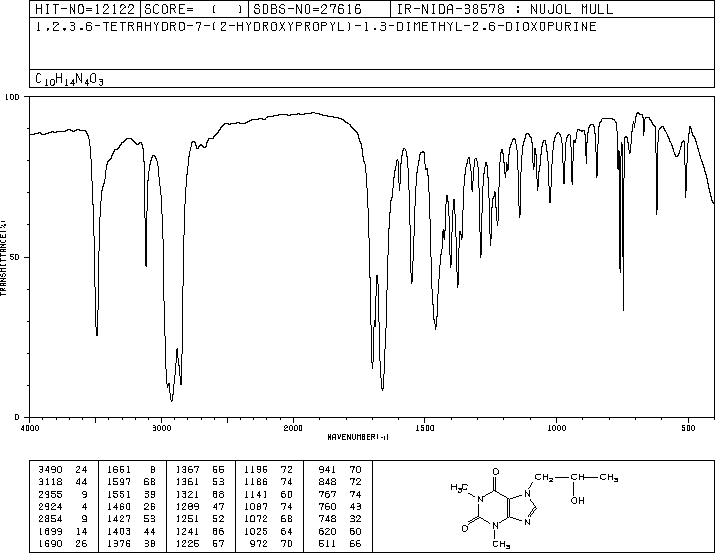 HIT-NO=12122 SCORE= ( ) SDBS-NO=27616 IR-NIDA-38578 : NUJOL MULL
1,2,3,6-TETRAHYDRO-7-(2-HYDROXYPROPYL)-1,3-DIMETHYL-2,6-DIOXOPURINE
C10H14N4O3
100
50
0
TRANSMITTANCE(%)
4000 3000 2000 1500 1000 500
WAVENUMBER(-1)
3490 24 1661 8 1367 66 1196 72 941 70
3118 44 1597 68 1361 53 1186 74 848 72
2955 9 1551 39 1321 68 1141 60 767 74
2924 4 1460 26 1289 47 1087 74 760 43
2854 9 1427 53 1251 52 1072 68 748 32
1699 14 1403 44 1241 1025 64 620 60
1690 26 1376 38 1225 57 972 70 511 66
O
H3C
N
N
CH2
CH
CH3
OH
O
N
N
CH3